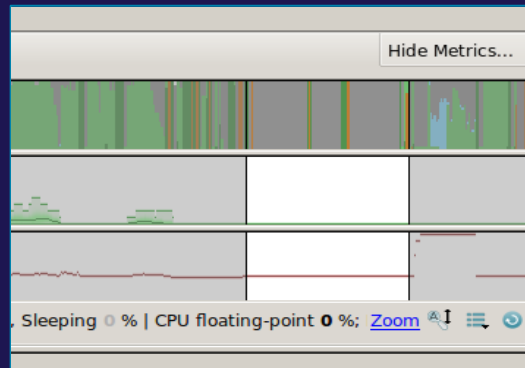 Hide Metrics...
, Sleeping 0 % | CPU floating-point 0 %; Zoom